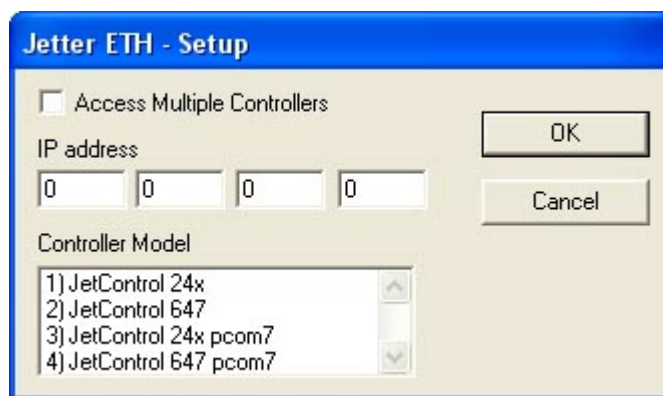 Jetter ETH - Setup
Access Multiple Controllers
OK
IP address
0 0 0 0
Cancel
Controller Model
1) JetControl 24x
2) JetControl 647
3) JetControl 24x pcom7
4) JetControl 647 pcom7